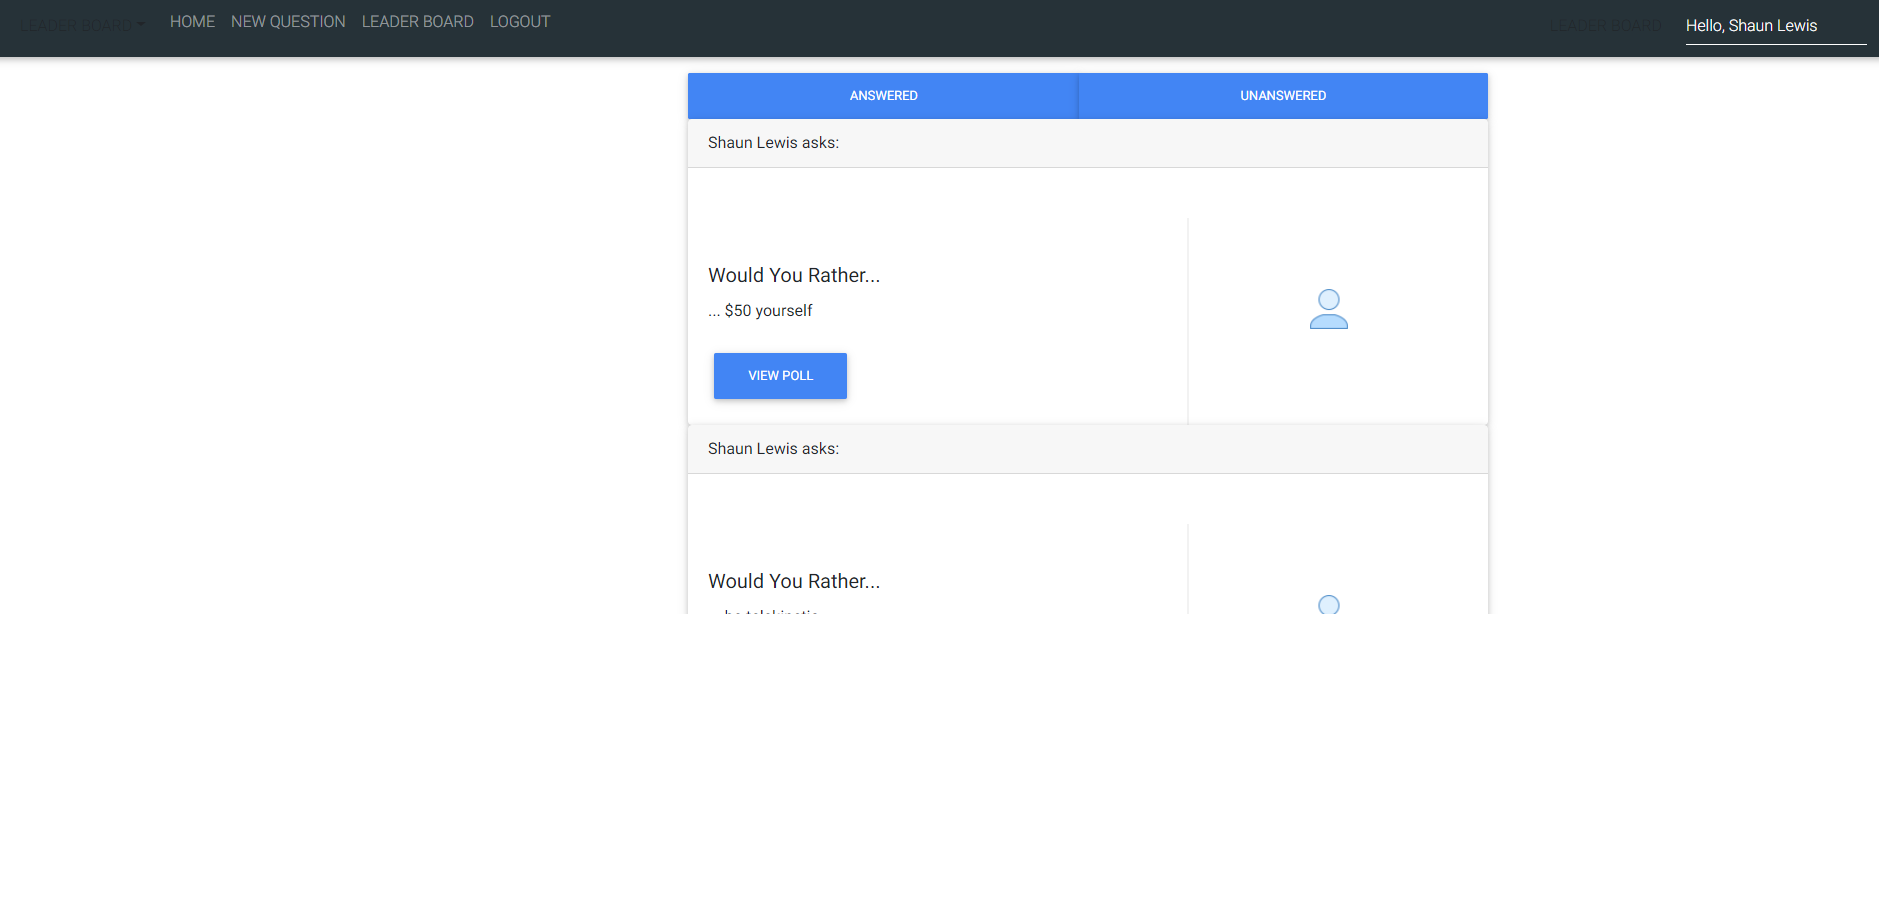 LEADER BOARD HOME NEW QUESTION LEADER BOARD LOGOUT LEADER BOARD Hello, Shaun Lewis
ANSWERED UNANSWERED
Shaun Lewis asks:
Would You Rather...
... $50 yourself
VIEW POLL
Shaun Lewis asks:
Would You Rather...